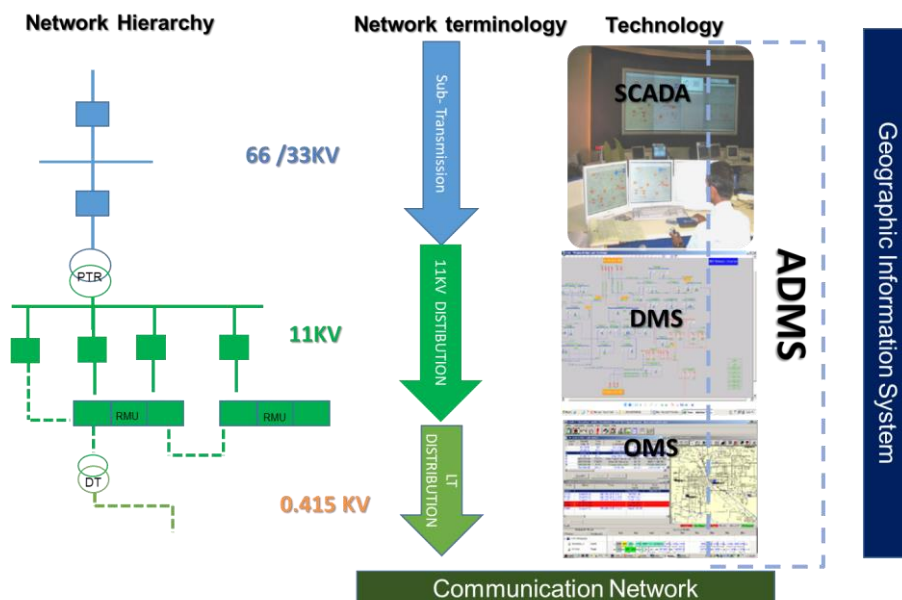 Network Hierarchy
Network terminology
Technology
66 /33KV
PTR
11KV
RMU
RMU
DT
0.415 KV
Sub- Transmission
11KV DISTIBUTION
LT
DISTRIBUTION
SCADA
DMS
OMS
ADMS
Geographic Information System
Communication Network